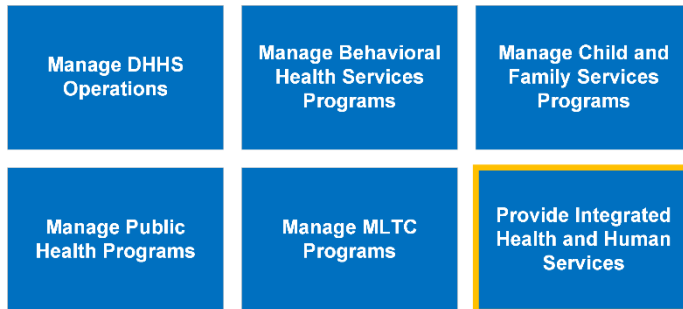 Manage DHHS
Operations
Manage Behavioral
Health Services
Programs
Manage Child and
Family Services
Programs
Manage Public
Health Programs
Manage MLTC
Programs
Provide Integrated
Health and Human
Services